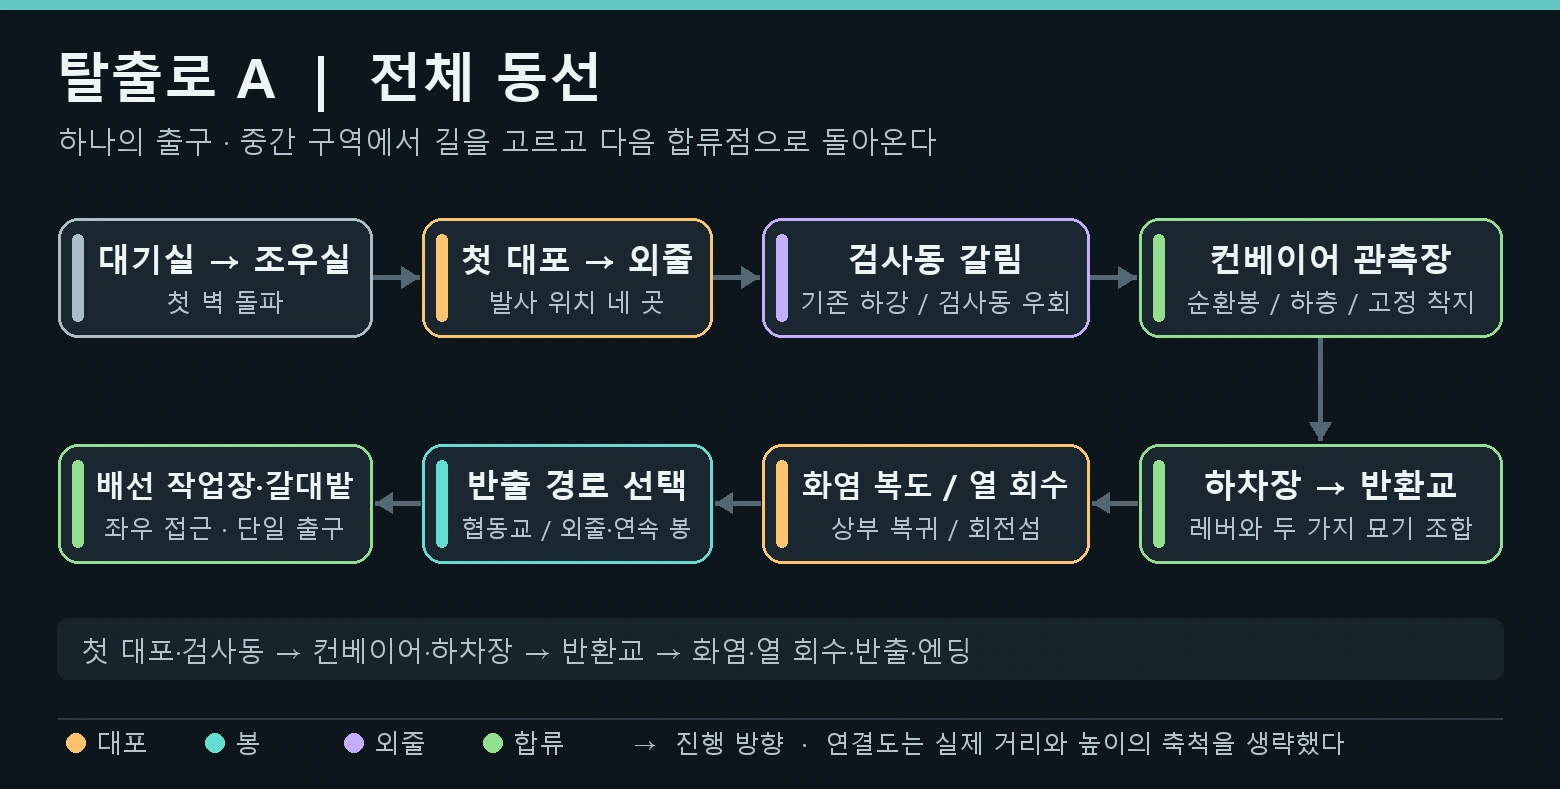 탈출로 A | 전체 동선
하나의 출구 · 중간 구역에서 길을 고르고 다음 합류점으로 돌아온다
대기실 → 조우실
첫 벽 돌파
첫 대포 → 외줄
발사 위치 네 곳
검사동 갈림
기존 하강 / 검사동 우회
컨베이어 관측장
순환봉 / 하층 / 고정 착지
배선 작업장·갈대밭
좌우 접근 · 단일 출구
반출 경로 선택
협동교 / 외줄·연속 봉
화염 복도 / 열 회수
상부 복귀 / 회전섬
하차장 → 반환교
레버와 두 가지 묘기 조합
첫 대포·검사동 → 컨베이어·하차장 → 반환교 → 화염·열 회수·반출·엔딩
대포 봉 외줄 합류 → 진행 방향 · 연결도는 실제 거리와 높이의 축척을 생략했다